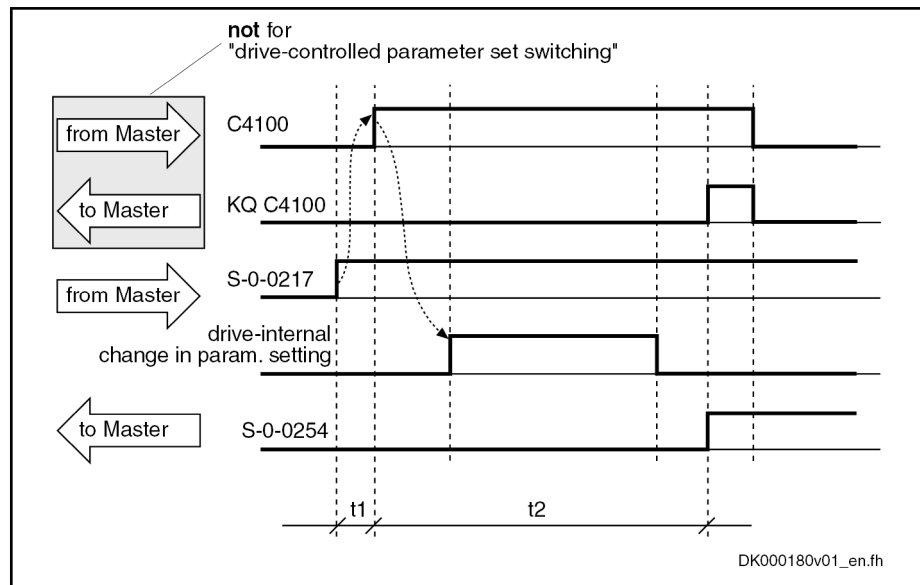 not for
"drive-controlled parameter set switching"
from Master
C4100
to Master
KQ C4100
from Master
S-0-0217
drive-internal
change in param. setting
to Master
S-0-0254
t1
t2
DK000180v01_en.fh